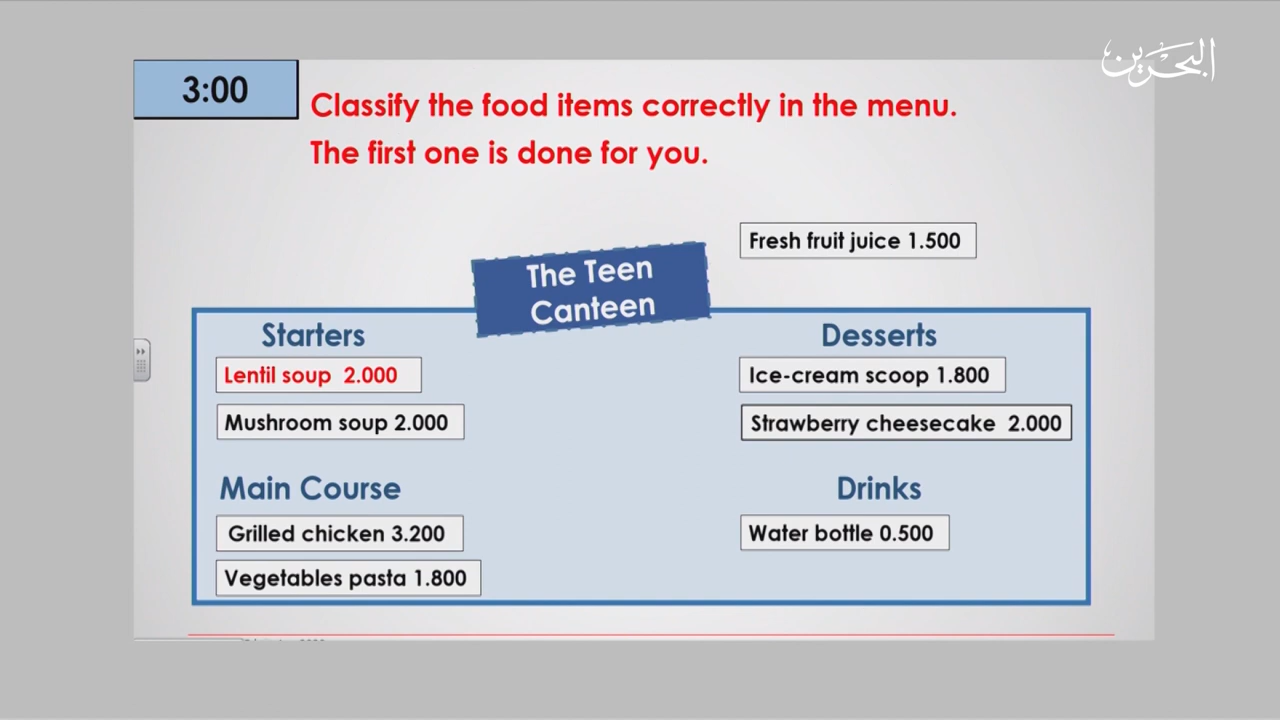 البحرين
3:00
Classify the food items correctly in the menu.
The first one is done for you.
Fresh fruit juice 1.500
The Teen
Canteen
Starters
Lentil soup 2.000
Mushroom soup 2.000
Desserts
Ice-cream scoop 1.800
Strawberry cheesecake 2.000
Main Course
Grilled chicken 3.200
Vegetables pasta 1.800
Drinks
Water bottle 0.500